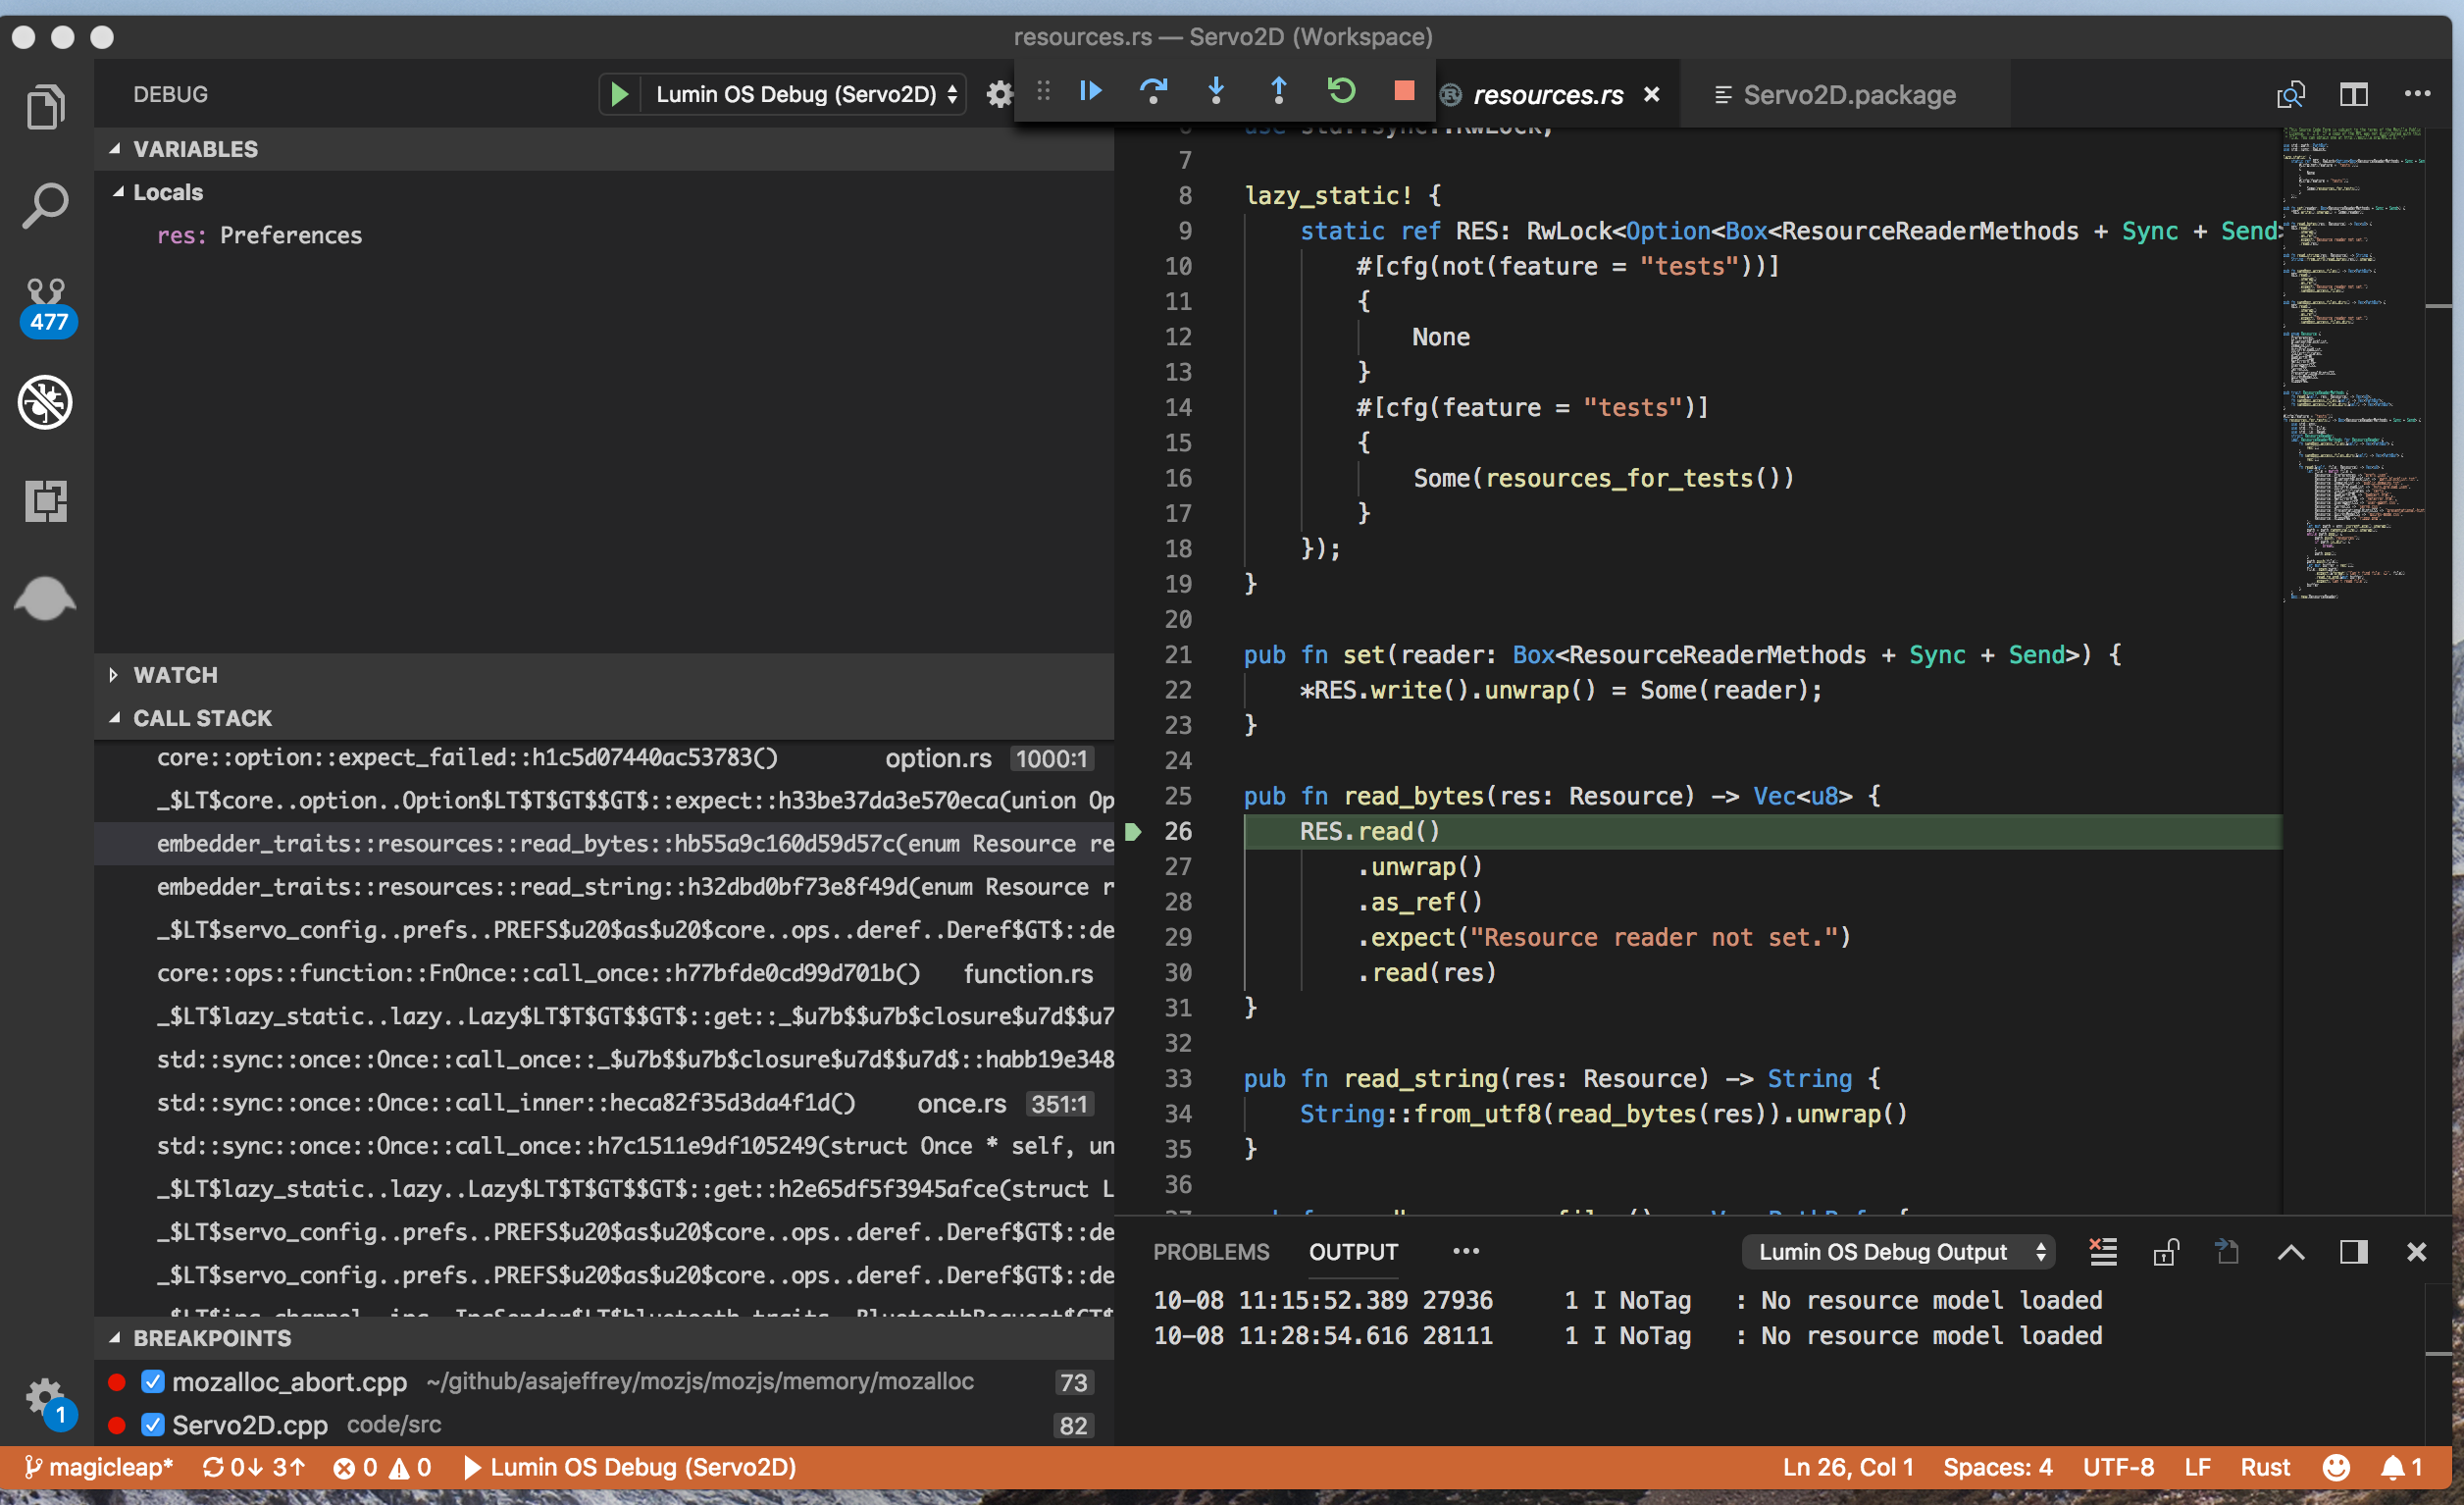 resources.rs — Servo2D (Workspace)
DEBUG
Lumin OS Debug (Servo2D)
resources.rs
Servo2D.package
VARIABLES
Locals
res: Preferences
477
WATCH
CALL STACK
core::option::expect_failed::h1c5d07440ac53783() option.rs 1000:1
_$LT$core..option..Option$LT$T$GT$$GT$::expect::h33be37da3e570eca(union Op
embedder_traits::resources::read_bytes::hb55a9c160d59d57c(enum Resource re
embedder_traits::resources::read_string::h32dbd0bf73e8f49d(enum Resource r
_$LT$servo_config..prefs..PREFS$u20$as$u20$core..ops..deref..Deref$GT$::de
core::ops::function::FnOnce::call_once::h77bfde0cd99d701b() function.rs
_$LT$lazy_static..lazy..Lazy$LT$T$GT$$GT$::get::_$u7b$$u7b$closure$u7d$$u7
std::sync::once::Once::call_once::_$u7b$$u7b$closure$u7d$$u7d$::habb19e348
std::sync::once::Once::call_inner::heca82f35d3da4f1d() once.rs 351:1
std::sync::once::Once::call_once::h7c1511e9df105249(struct Once * self, un
_$LT$lazy_static..lazy..Lazy$LT$T$GT$$GT$::get::h2e65df5f3945afce(struct L
_$LT$servo_config..prefs..PREFS$u20$as$u20$core..ops..deref..Deref$GT$::de
_$LT$servo_config..prefs..PREFS$u20$as$u20$core..ops..deref..Deref$GT$::de
BREAKPOINTS
mozalloc_abort.cpp ~/github/asajeffrey/mozjs/mozjs/memory/mozalloc 73
Servo2D.cpp code/src 82
1
use std::sync::RwLock;
7
8 lazy_static! {
9 static ref RES: RwLock<Option<Box<ResourceReaderMethods + Sync + Send>
10 #[cfg(not(feature = "tests"))]
11 {
12 None
13 }
14 #[cfg(feature = "tests")]
15 {
16 Some(resources_for_tests())
17 }
18 });
19 }
20
21 pub fn set(reader: Box<ResourceReaderMethods + Sync + Send>) {
22 *RES.write().unwrap() = Some(reader);
23 }
24
25 pub fn read_bytes(res: Resource) -> Vec<u8> {
26 RES.read()
27 .unwrap()
28 .as_ref()
29 .expect("Resource reader not set.")
30 .read(res)
31 }
32
33 pub fn read_string(res: Resource) -> String {
34 String::from_utf8(read_bytes(res)).unwrap()
35 }
36
PROBLEMS OUTPUT ••• Lumin OS Debug Output
10-08 11:15:52.389 27936 1 I NoTag : No resource model loaded
10-08 11:28:54.616 28111 1 I NoTag : No resource model loaded
magicleap* 0↓ 3↑ 0 0 Lumin OS Debug (Servo2D) Ln 26, Col 1 Spaces: 4 UTF-8 LF Rust 1